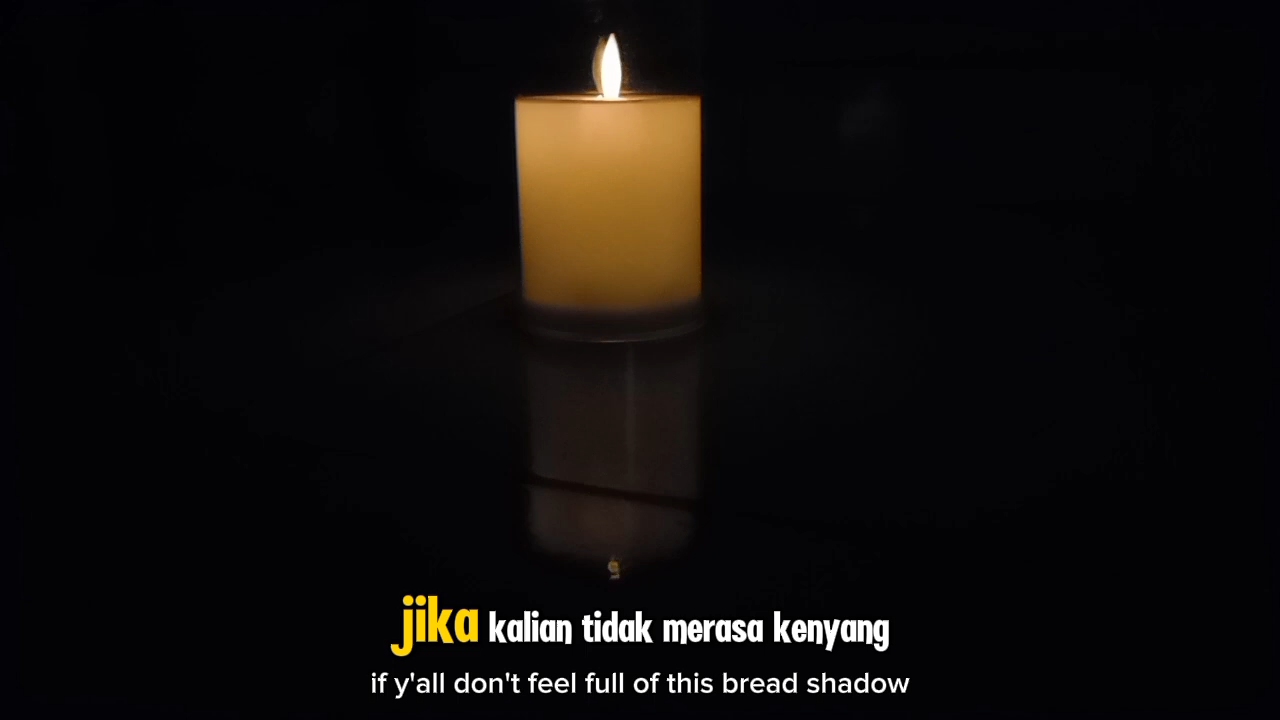 jika kalian tidak merasa kenyang
if y'all don't feel full of this bread shadow